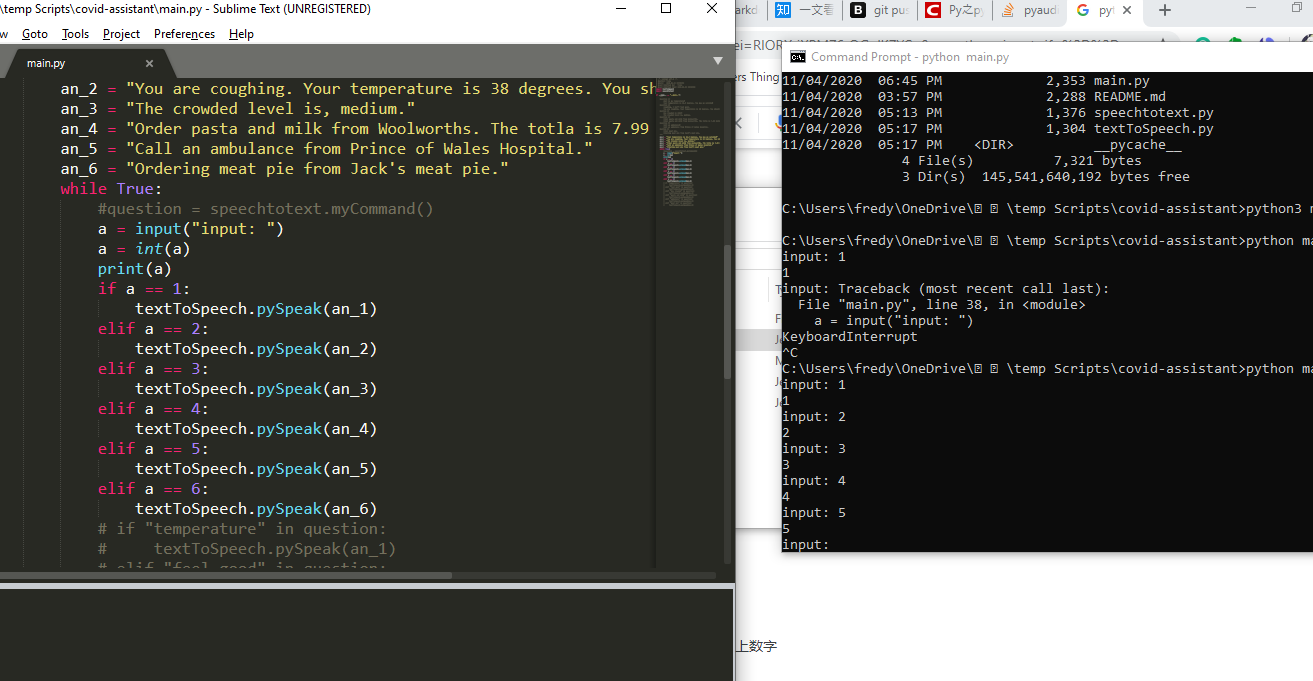 \temp Scripts\covid-assistant\main.py - Sublime Text (UNREGISTERED)
w Goto Tools Project Preferences Help
main.py
an_2 = "You are coughing. Your temperature is 38 degrees. You sh
an_3 = "The crowded level is, medium."
an_4 = "Order pasta and milk from Woolworths. The totla is 7.99
an_5 = "Call an ambulance from Prince of Wales Hospital."
an_6 = "Ordering meat pie from Jack's meat pie."
while True:
#question = speechtotext.myCommand()
a = input("input: ")
a = int(a)
print(a)
if a == 1:
textToSpeech.pySpeak(an_1)
elif a == 2:
textToSpeech.pySpeak(an_2)
elif a == 3:
textToSpeech.pySpeak(an_3)
elif a == 4:
textToSpeech.pySpeak(an_4)
elif a == 5:
textToSpeech.pySpeak(an_5)
elif a == 6:
textToSpeech.pySpeak(an_6)
# if "temperature" in question:
# textToSpeech.pySpeak(an_1)
# elif "feel good" in question:
arkd 知 一文看 B git pus C Py之py pyaudi G pyt
ers Thing
Command Prompt - python main.py
11/04/2020 06:45 PM 2,353 main.py
11/04/2020 03:57 PM 2,288 README.md
11/04/2020 05:13 PM 1,376 speechtotext.py
11/04/2020 05:17 PM 1,304 textToSpeech.py
11/04/2020 05:17 PM <DIR> __pycache__
4 File(s) 7,321 bytes
3 Dir(s) 145,541,640,192 bytes free
C:\Users\fredy\OneDrive\ \temp Scripts\covid-assistant>python3 m
C:\Users\fredy\OneDrive\ \temp Scripts\covid-assistant>python ma
input: 1
1
input: Traceback (most recent call last):
File "main.py", line 38, in <module>
a = input("input: ")
KeyboardInterrupt
^C
C:\Users\fredy\OneDrive\ \temp Scripts\covid-assistant>python ma
input: 1
1
input: 2
2
input: 3
3
input: 4
4
input: 5
5
input:
上数字